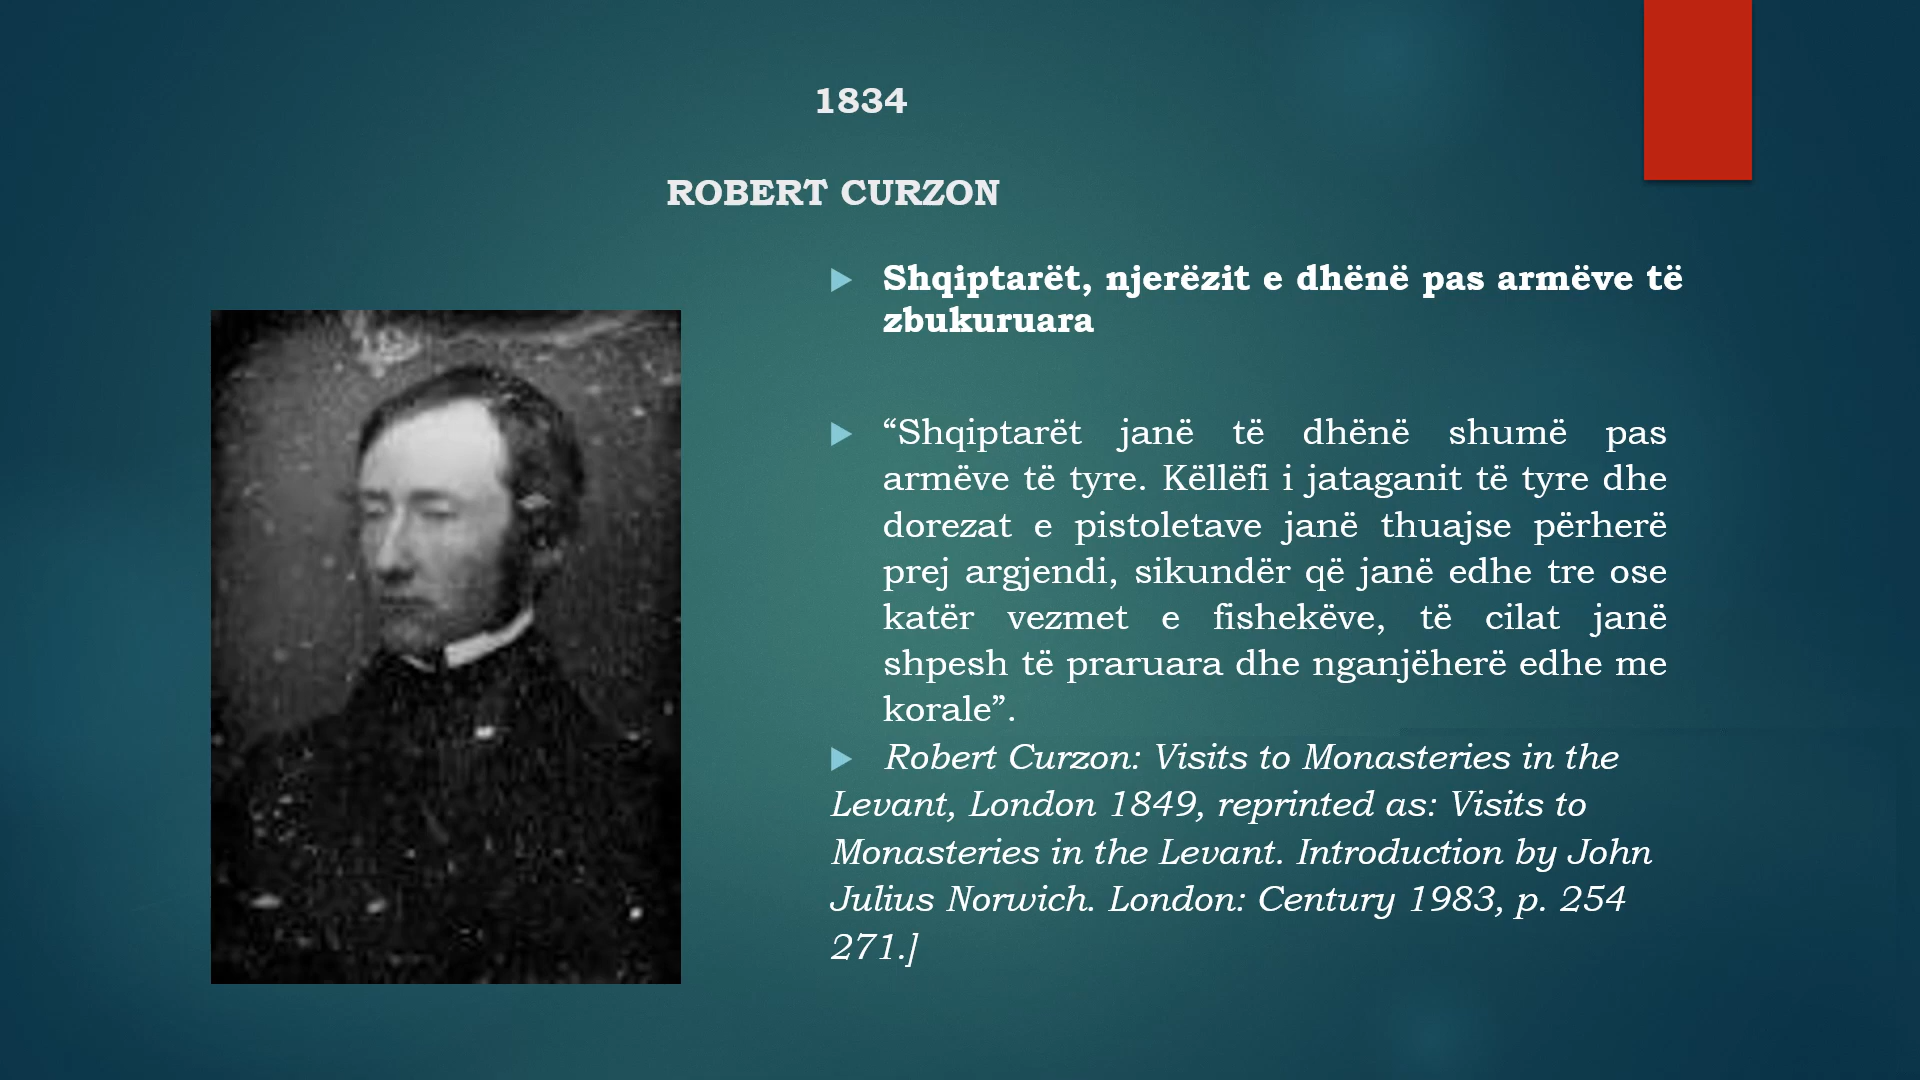 1834
ROBERT CURZON
Shqiptarët, njerëzit e dhënë pas armëve të
zbukuruara
“Shqiptarët janë të dhënë shumë pas
armëve të tyre. Këllëfi i jataganit të tyre dhe
dorezat e pistoletave janë thuajse përherë
prej argjendi, sikundër që janë edhe tre ose
katër vezmet e fishekëve, të cilat janë
shpesh të praruara dhe nganjëherë edhe me
korale”.
Robert Curzon: Visits to Monasteries in the
Levant, London 1849, reprinted as: Visits to
Monasteries in the Levant. Introduction by John
Julius Norwich. London: Century 1983, p. 254
271.]